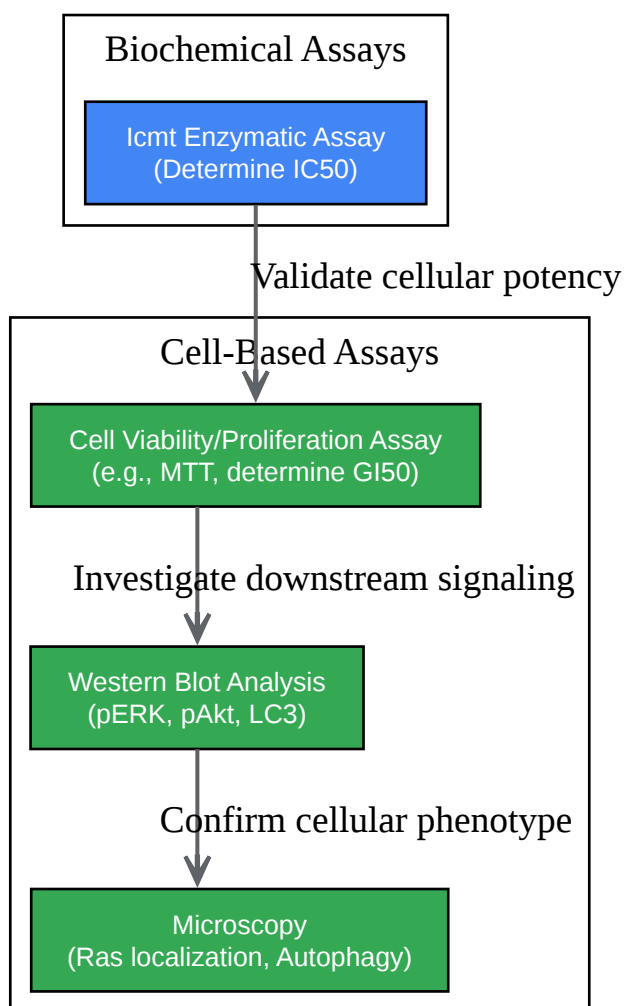 Biochemical Assays
Icmt Enzymatic Assay
(Determine IC50)
Validate cellular potency
Cell-Based Assays
Cell Viability/Proliferation Assay
(e.g., MTT, determine GI50)
Investigate downstream signaling
Western Blot Analysis
(pERK, pAkt, LC3)
Confirm cellular phenotype
Microscopy
(Ras localization, Autophagy)